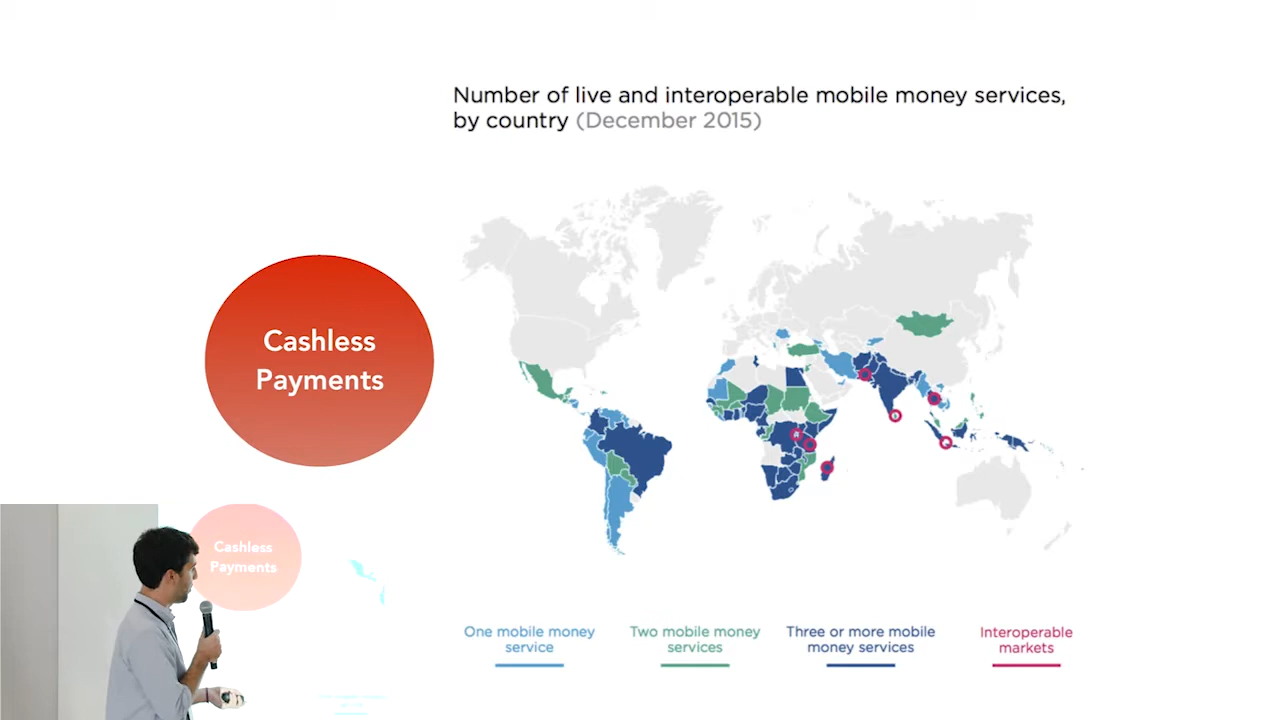 Number of live and interoperable mobile money services,
by country (December 2015)
Cashless
Payments
Cashless
Payments
One mobile money
service
Two mobile money
services
Three or more mobile
money services
Interoperable
markets